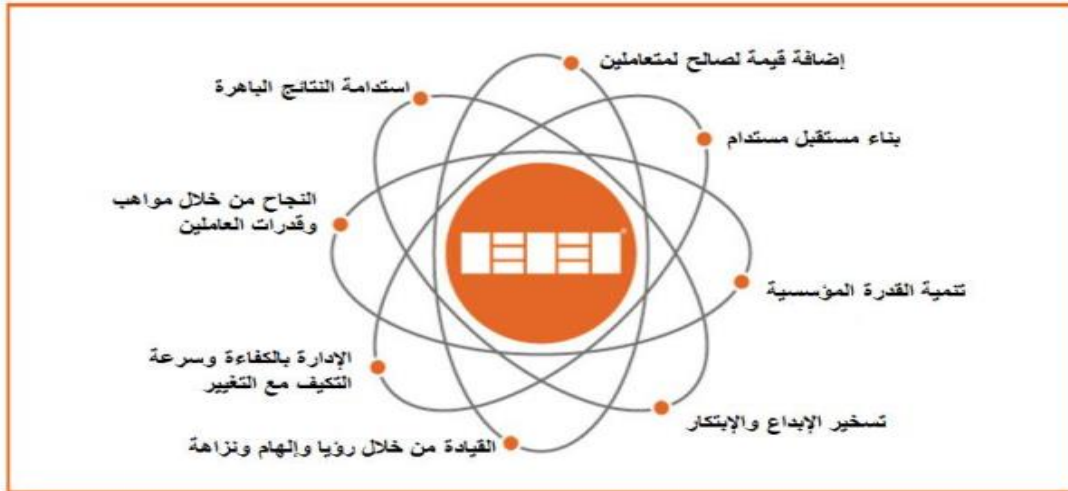 إضافة قيمة لصالح لمتعاملين
استدامة النتائج الباهرة
بناء مستقبل مستدام
النجاح من خلال مواهب
وقدرات العاملين
تنمية القدرة المؤسسية
الإدارة بالكفاءة وسرعة
التكيف مع التغيير
تسخير الإبداع والإبتكار
القيادة من خلال رؤيا وإلهام ونزاهة